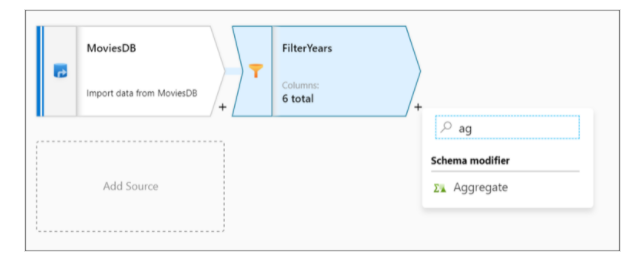 MoviesDB
Import data from MoviesDB
+
FilterYears
Columns:
6 total
+
ag
Schema modifier
Aggregate
Add Source